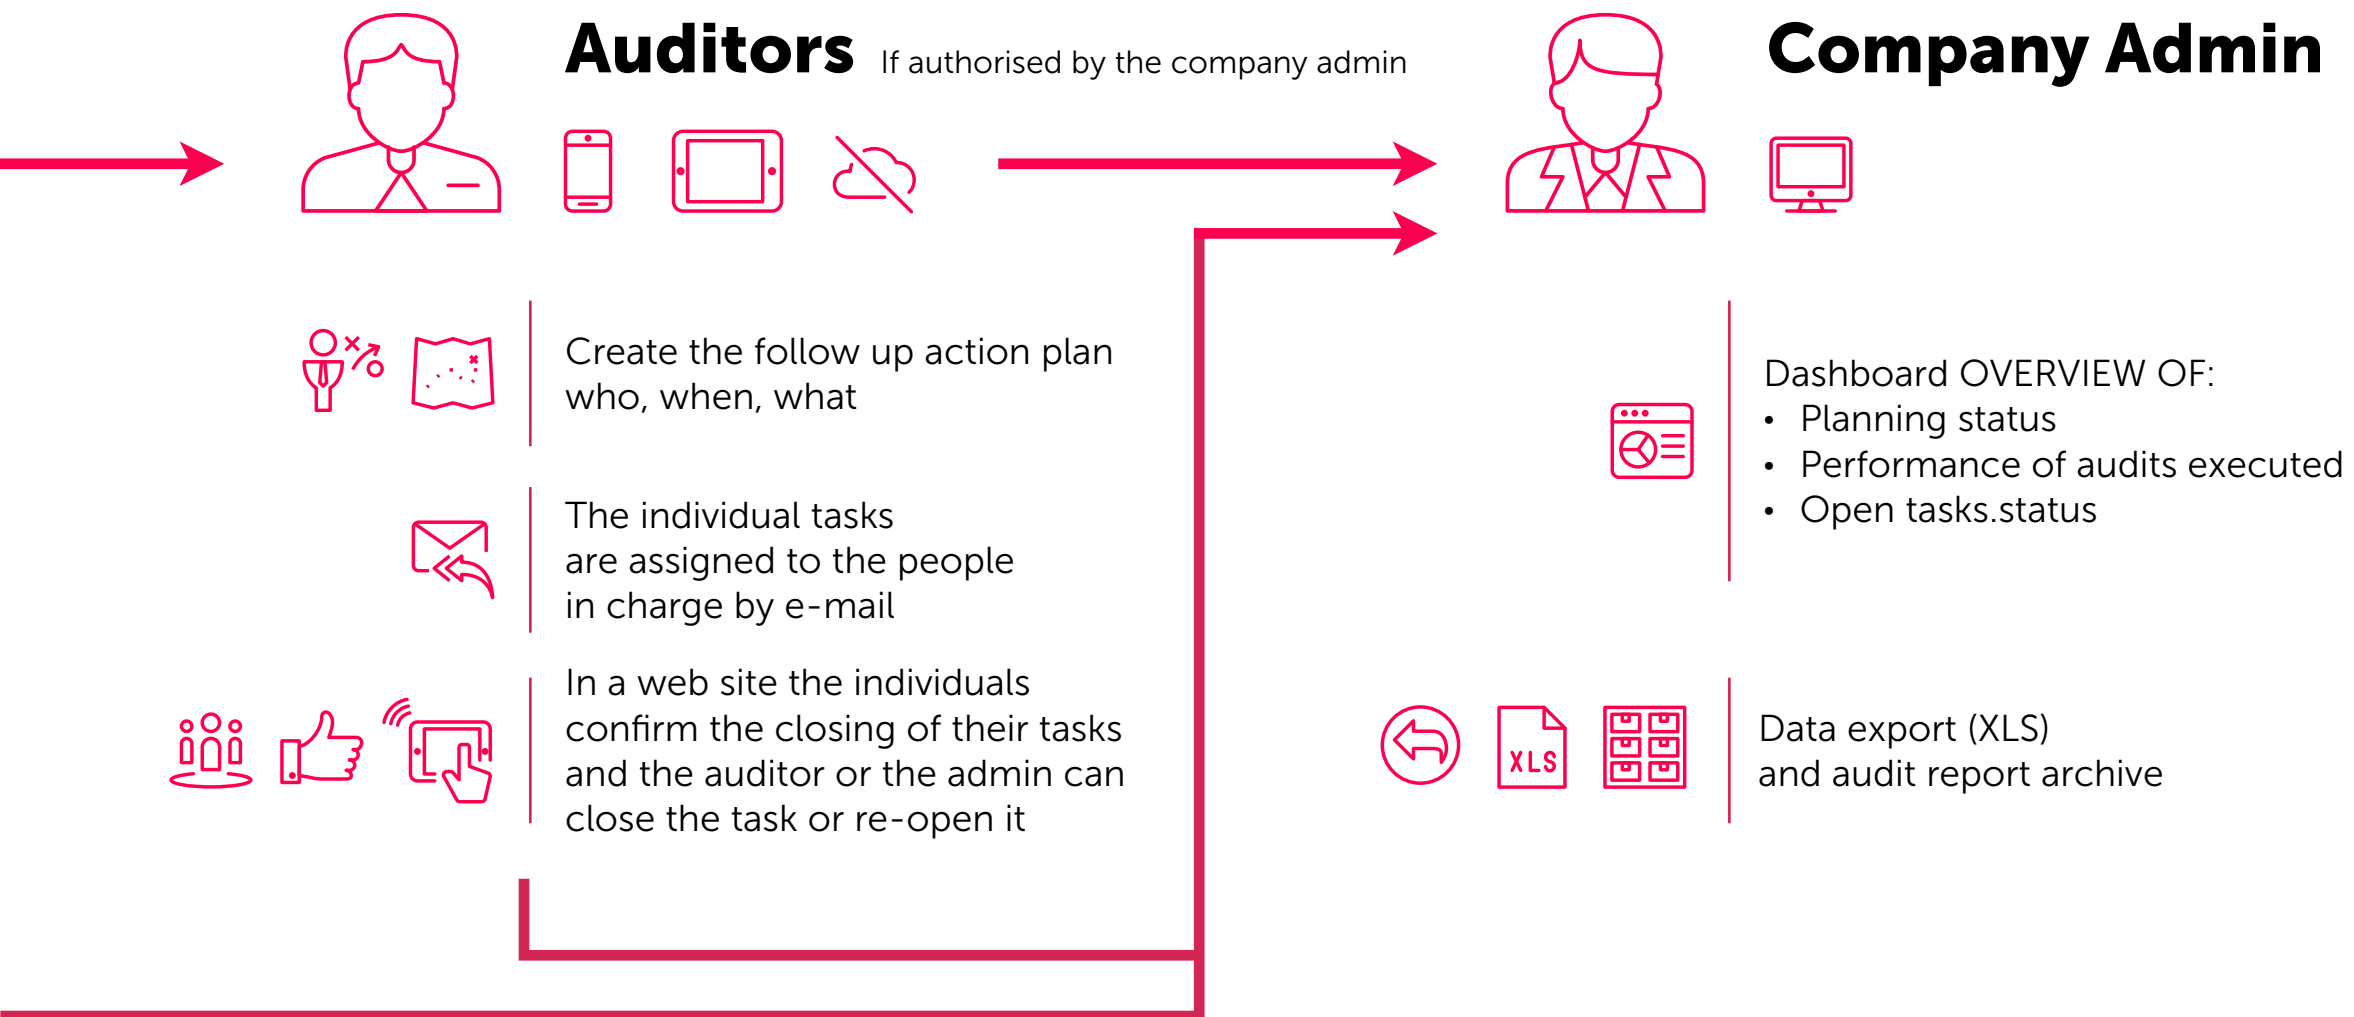 Auditors If authorised by the company admin
Create the follow up action plan
who, when, what
The individual tasks
are assigned to the people
in charge by e-mail
In a web site the individuals
confirm the closing of their tasks
and the auditor or the admin can
close the task or re-open it
Company Admin
Dashboard OVERVIEW OF:
• Planning status
• Performance of audits executed
• Open tasks.status
XLS
Data export (XLS)
and audit report archive